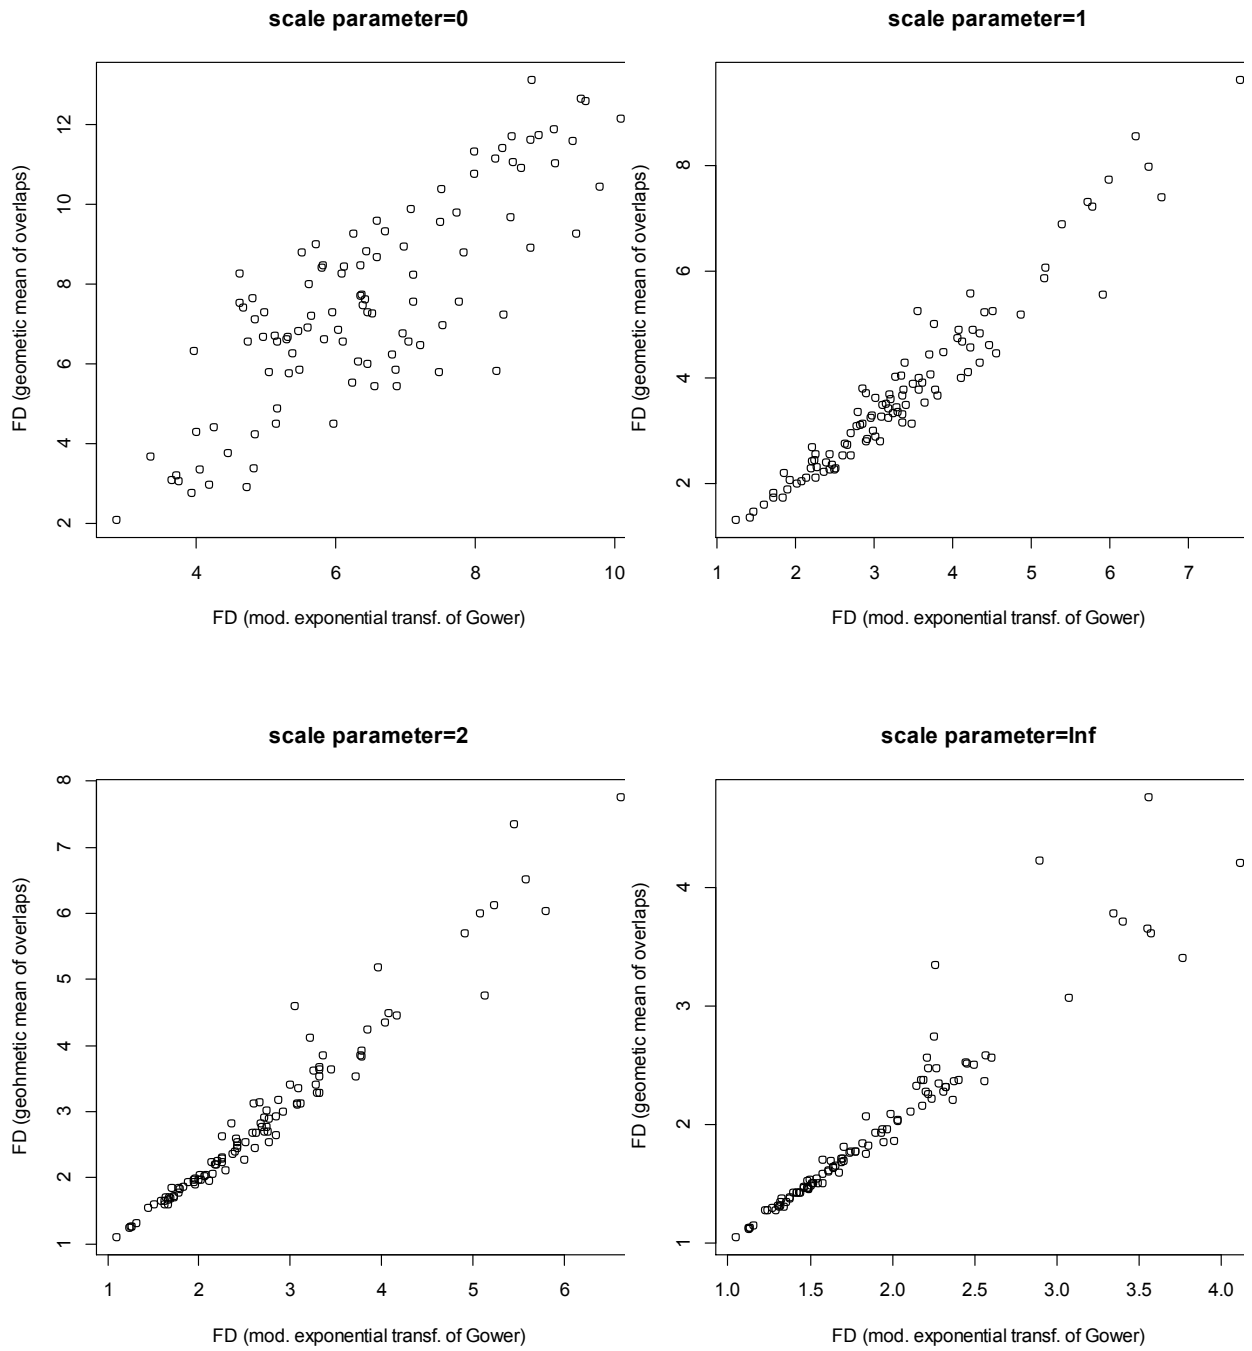 scale parameter=0
12
10
8
6
4
2
FD (geometic mean of overlaps)
4 6 8 10
FD (mod. exponential transf. of Gower)
scale parameter=1
8
6
4
2
FD (geometic mean of overlaps)
1 2 3 4 5 6 7
FD (mod. exponential transf. of Gower)
scale parameter=2
8
7
6
5
4
3
2
1
FD (geohmetic mean of overlaps)
1 2 3 4 5 6
FD (mod. exponential transf. of Gower)
scale parameter=Inf
4
3
2
1
FD (geometic mean of overlaps)
1.0 1.5 2.0 2.5 3.0 3.5 4.0
FD (mod. exponential transf. of Gower)